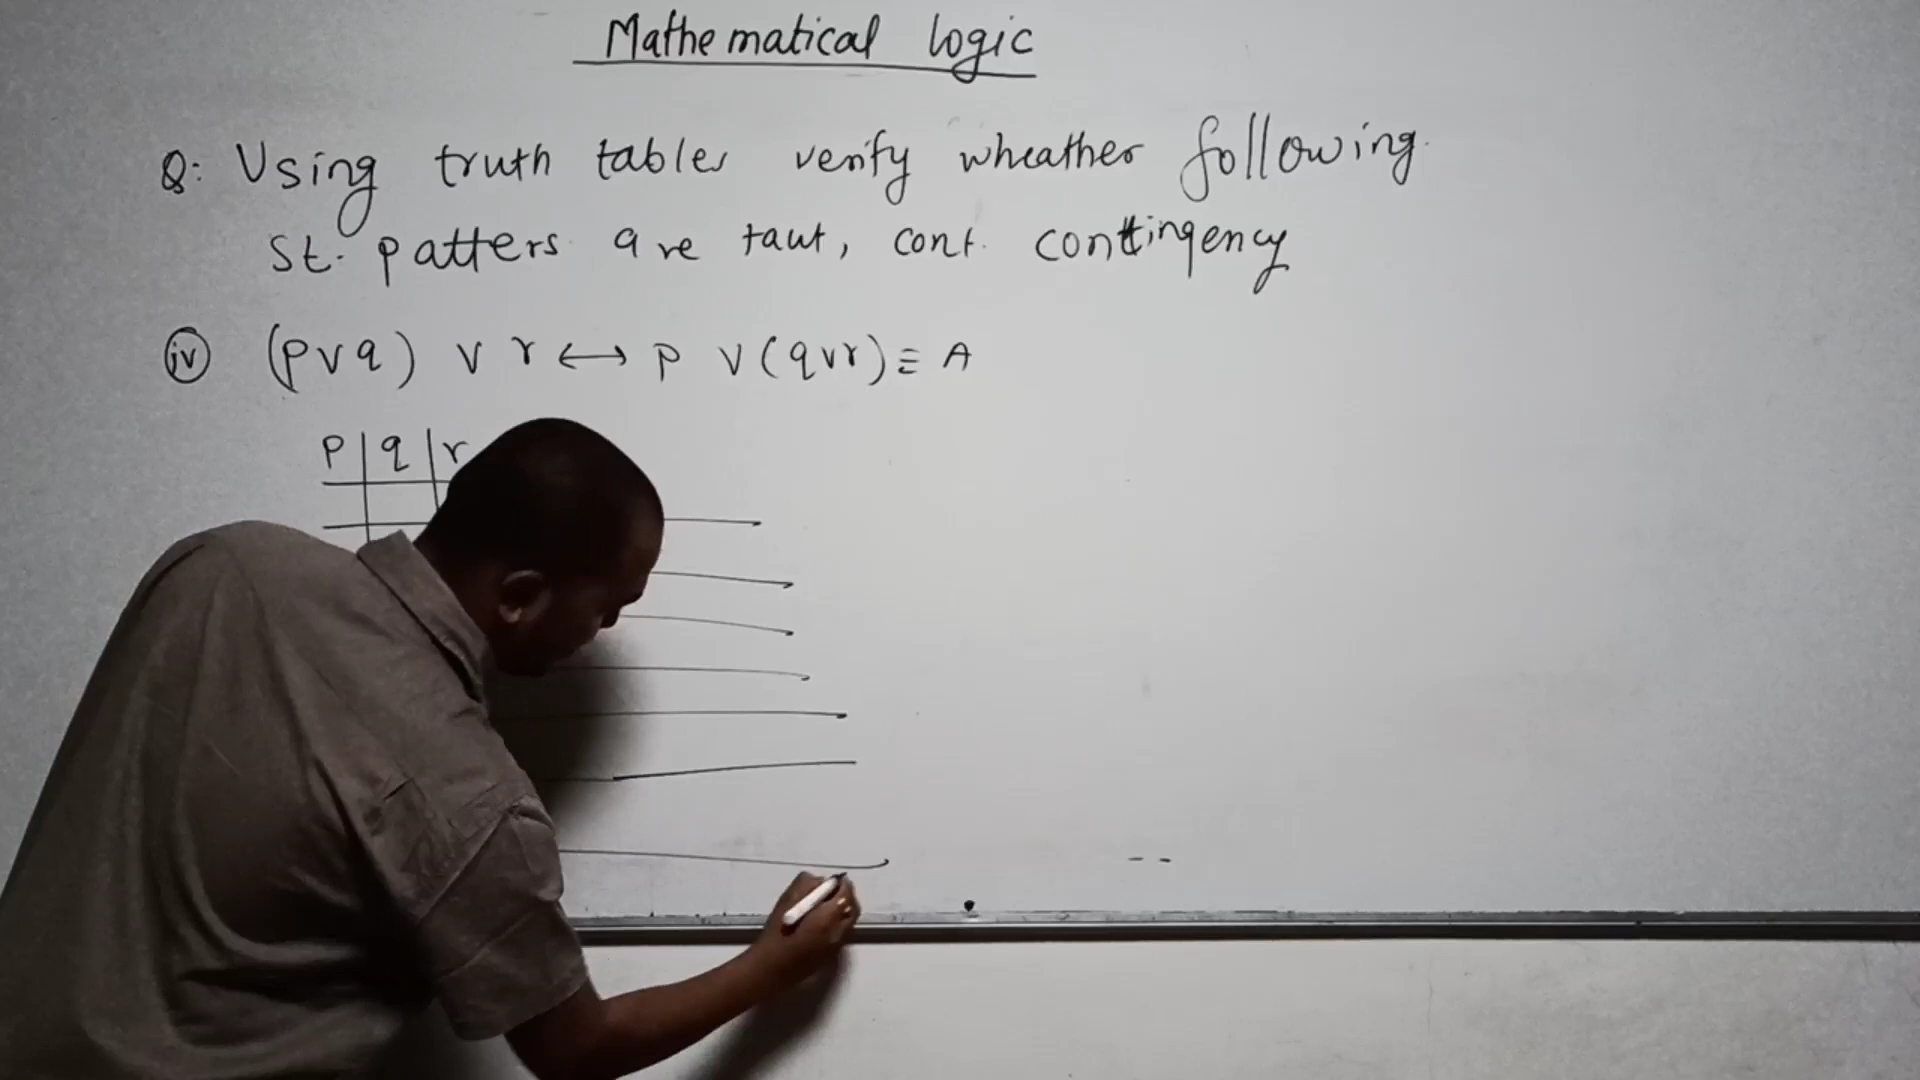 Mathematical logic
Q: Using truth tables verify wheather following
st. patters are taut, cont. contingency
(iv) (p∨q) ∨ r ↔ p ∨(q∨r) ≡ A
p q r